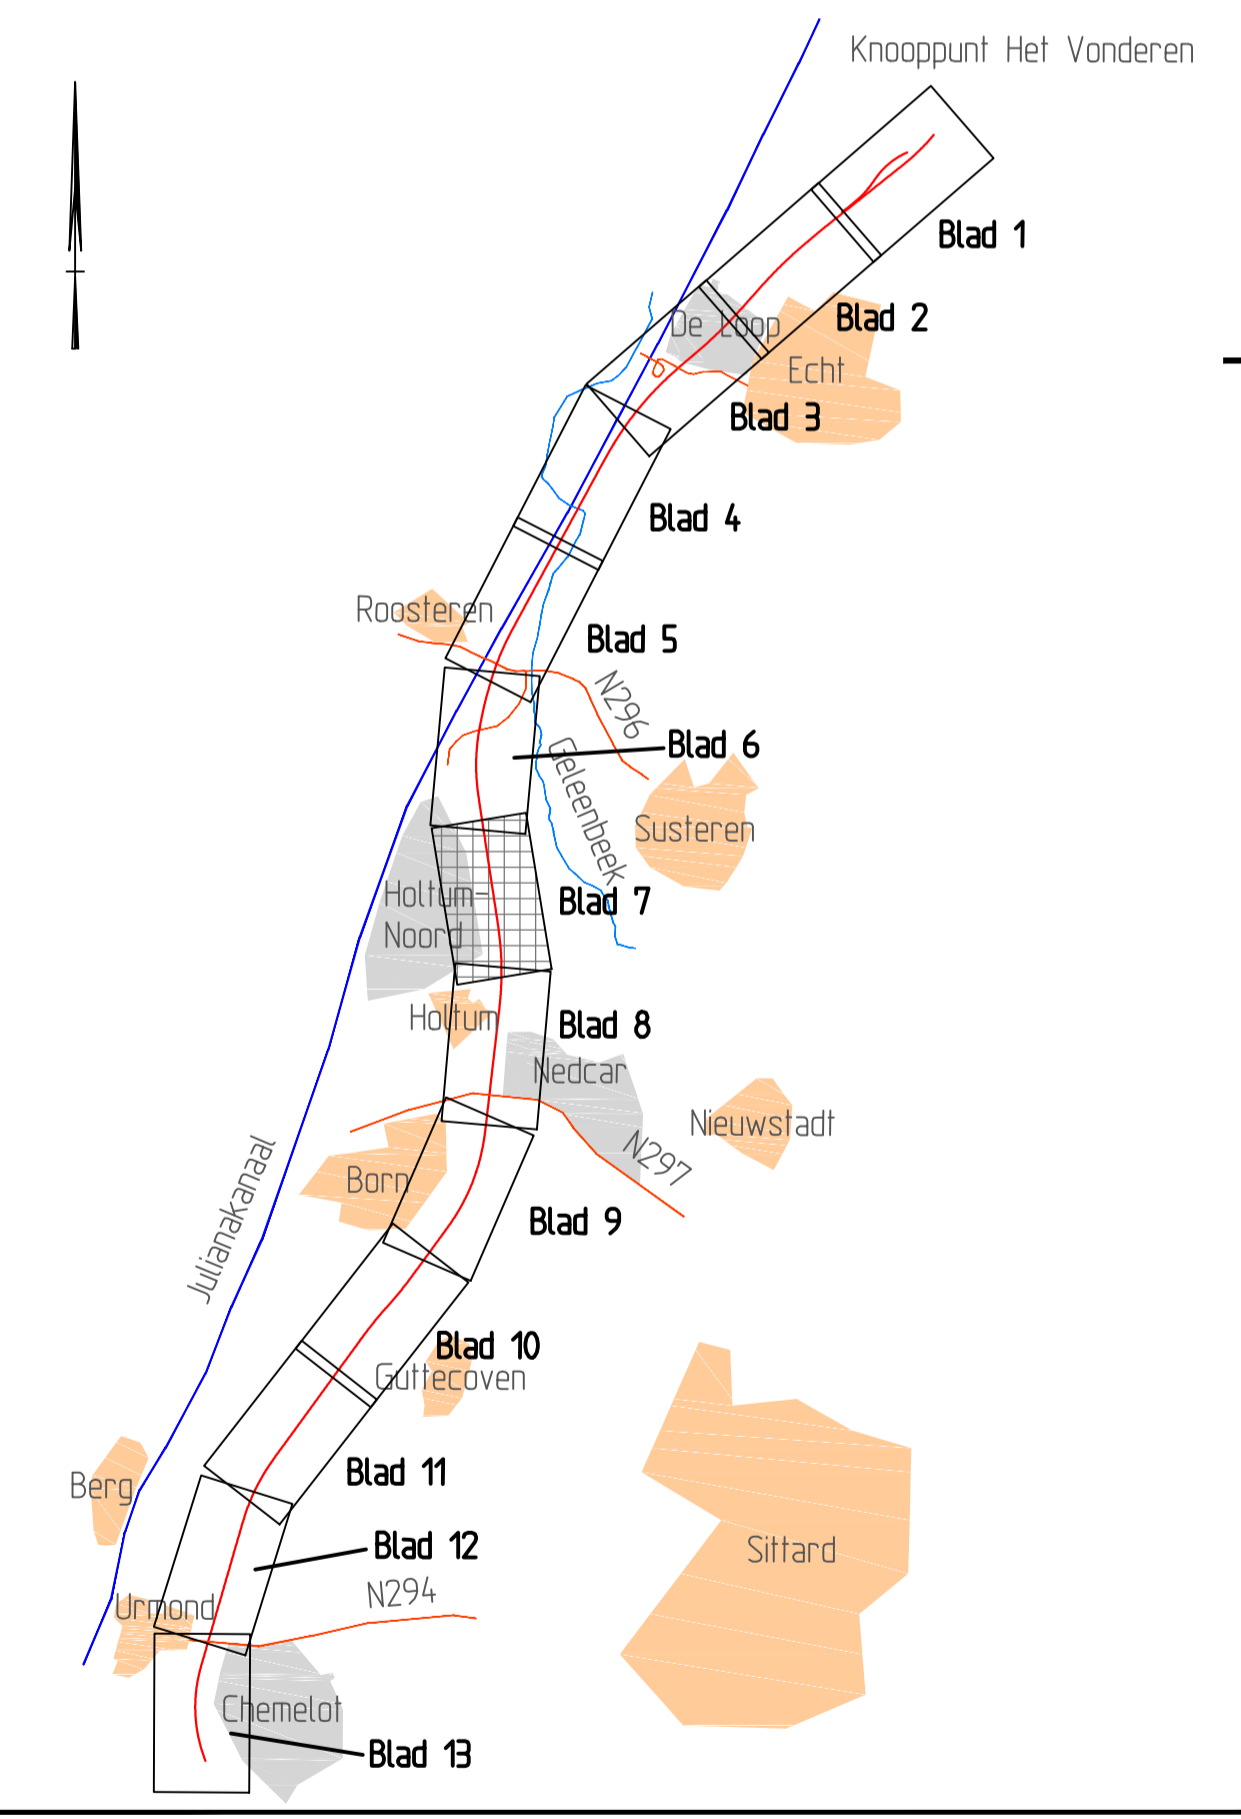 Knooppunt Het Vonderen
Blad 1
Blad 2
De Loop
Echt
Blad 3
Blad 4
Roosteren
Blad 5
N296
Blad 6
Geleenbeek
Susteren
Holtum-
Noord
Blad 7
Holtum
Blad 8
Nedcar
Nieuwstadt
N297
Born
Julianakanaal
Blad 9
Blad 10
Guttecoven
Blad 11
Berg
Blad 12
Sittard
N294
Urmond
Chemelot
Blad 13